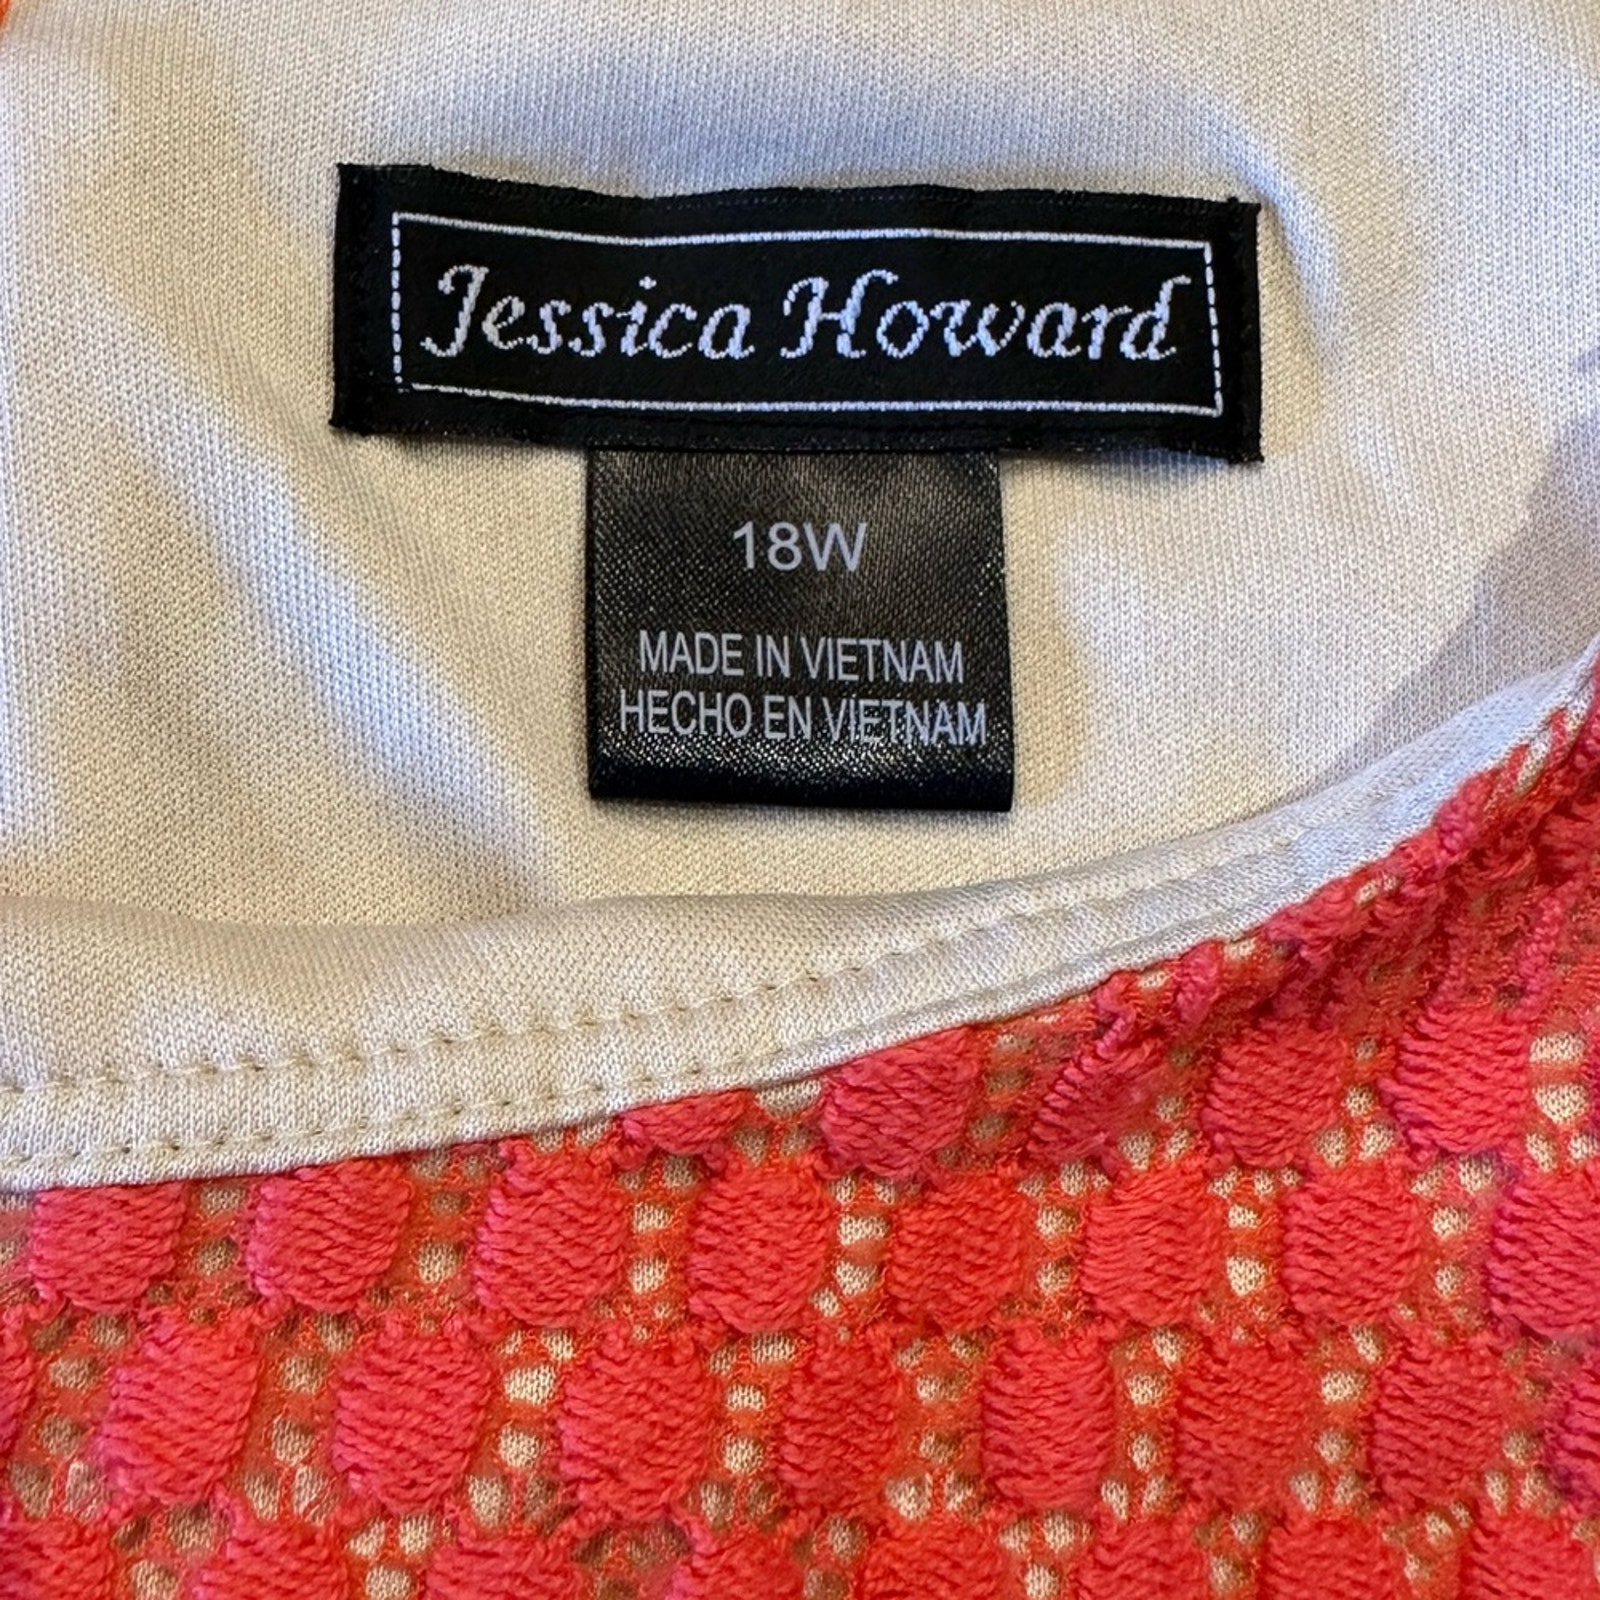 Jessica Howard
18W
MADE IN VIETNAM
HECHO EN VIETNAM